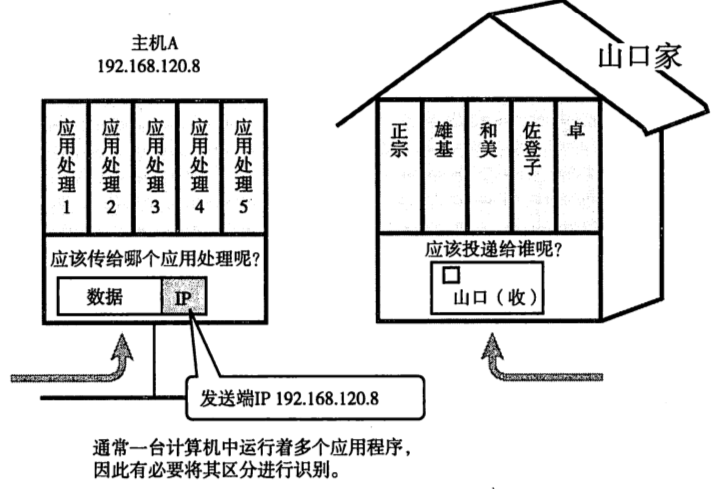 主机A
192.168.120.8
应用处理1
应用处理2
应用处理3
应用处理4
应用处理5
应该传给哪个应用处理呢?
数据
IP
发送端IP 192.168.120.8
山口家
正宗
雄基
和美
佐登子
卓
应该投递给谁呢?
山口（收）
通常一台计算机中运行着多个应用程序，
因此有必要将其区分进行识别。